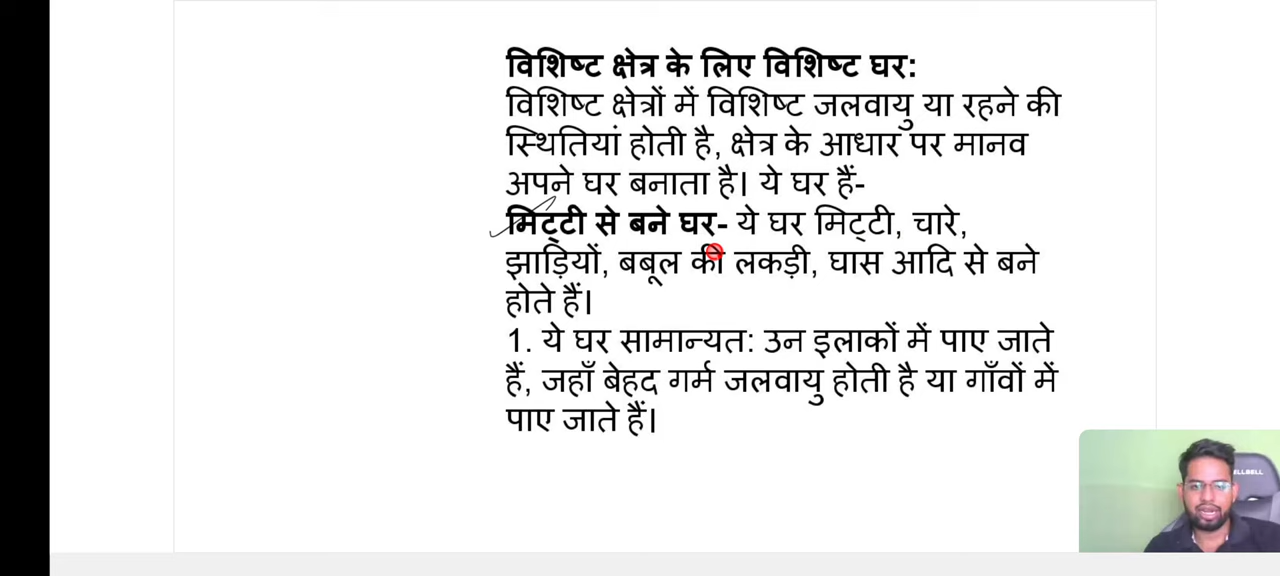 विशिष्ट क्षेत्र के लिए विशिष्ट घर:
विशिष्ट क्षेत्रों में विशिष्ट जलवायु या रहने की
स्थितियां होती है, क्षेत्र के आधार पर मानव
अपने घर बनाता है। ये घर हैं-
मिट्टी से बने घर- ये घर मिट्टी, चारे,
झाड़ियों, बबूल की लकड़ी, घास आदि से बने
होते हैं।
1. ये घर सामान्यत: उन इलाकों में पाए जाते
हैं, जहाँ बेहद गर्म जलवायु होती है या गाँवों में
पाए जाते हैं।
ELLBELL